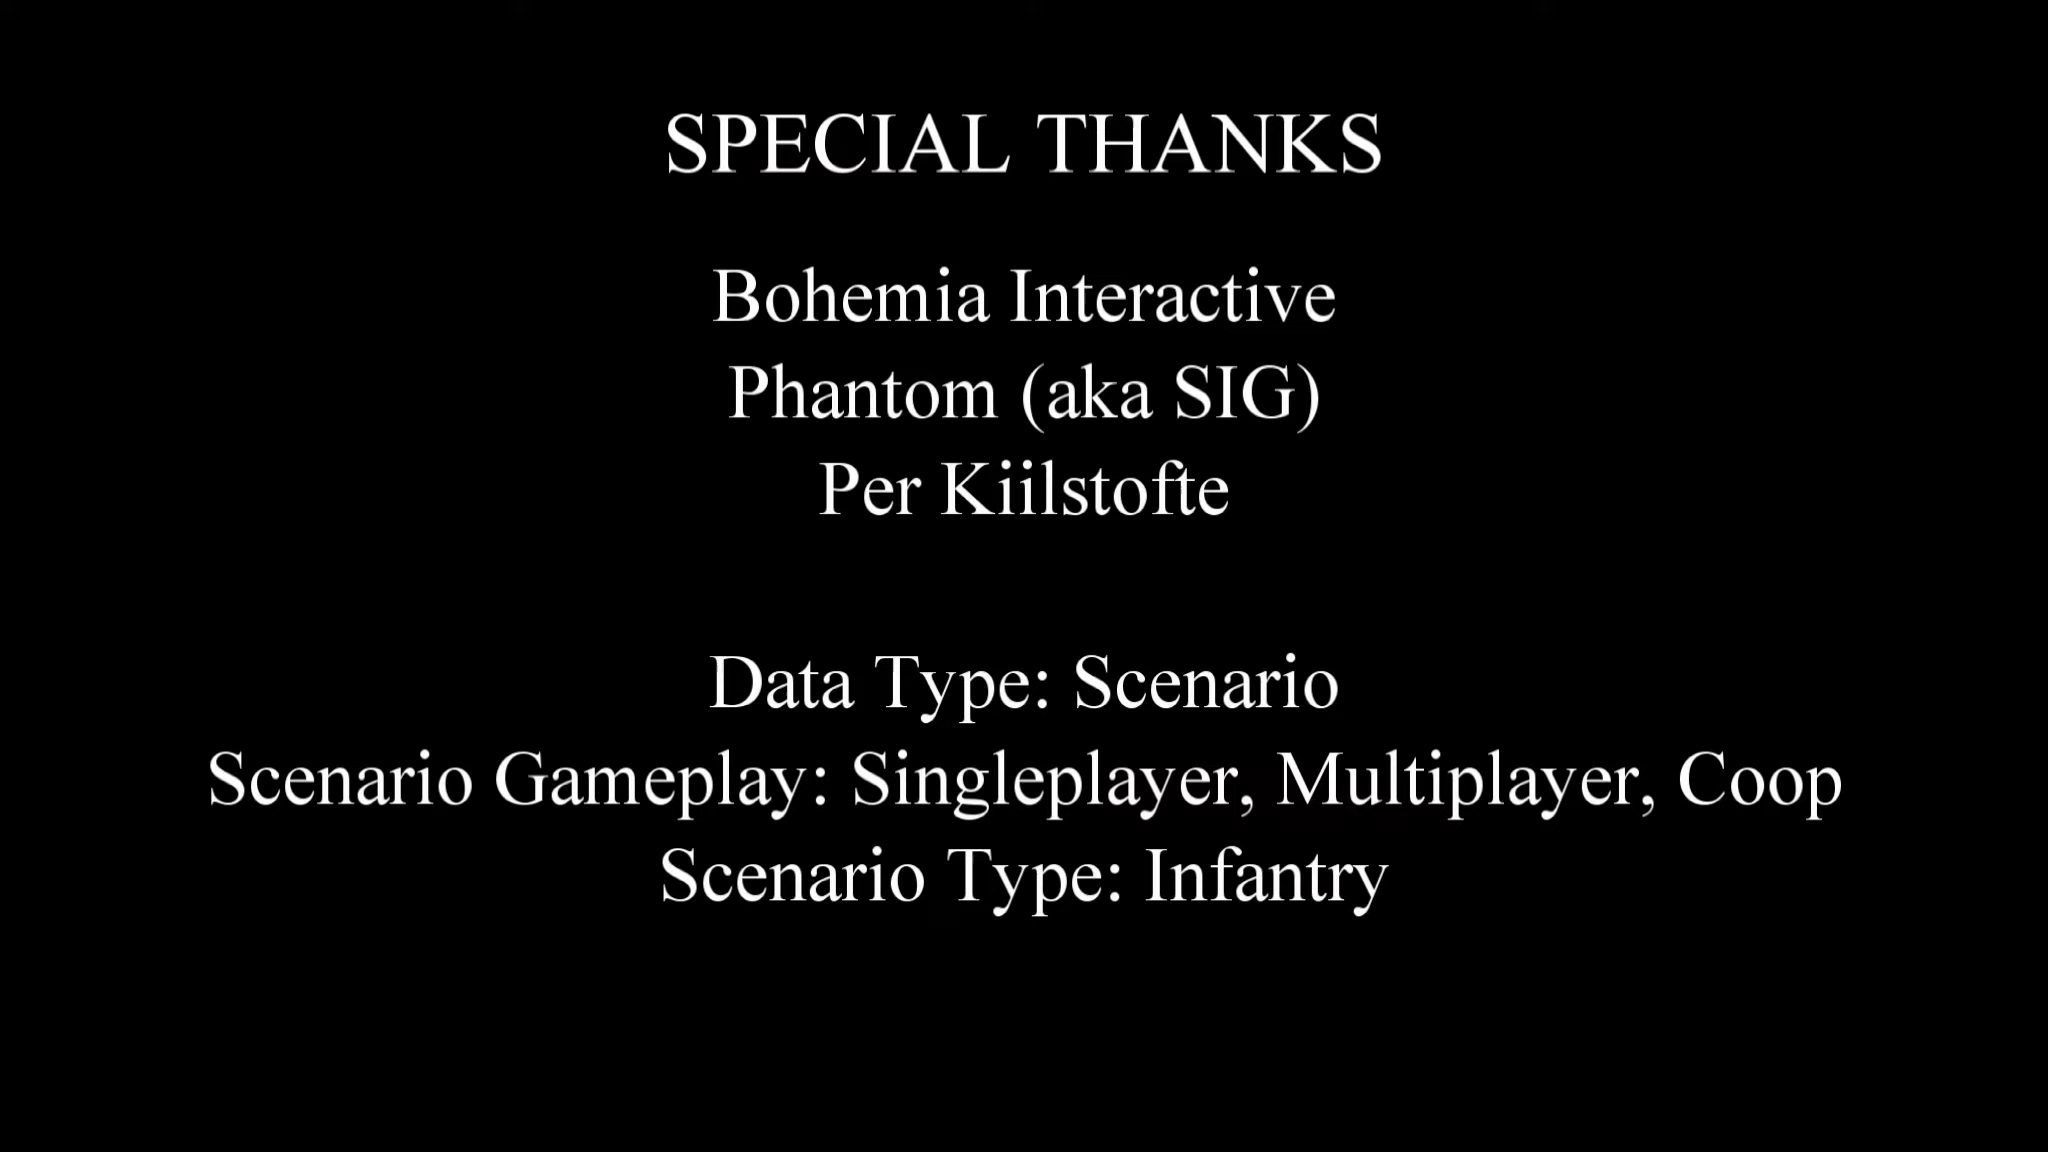 SPECIAL THANKS
Bohemia Interactive
Phantom (aka SIG)
Per Kiilstofte
Data Type: Scenario
Scenario Gameplay: Singleplayer, Multiplayer, Coop
Scenario Type: Infantry